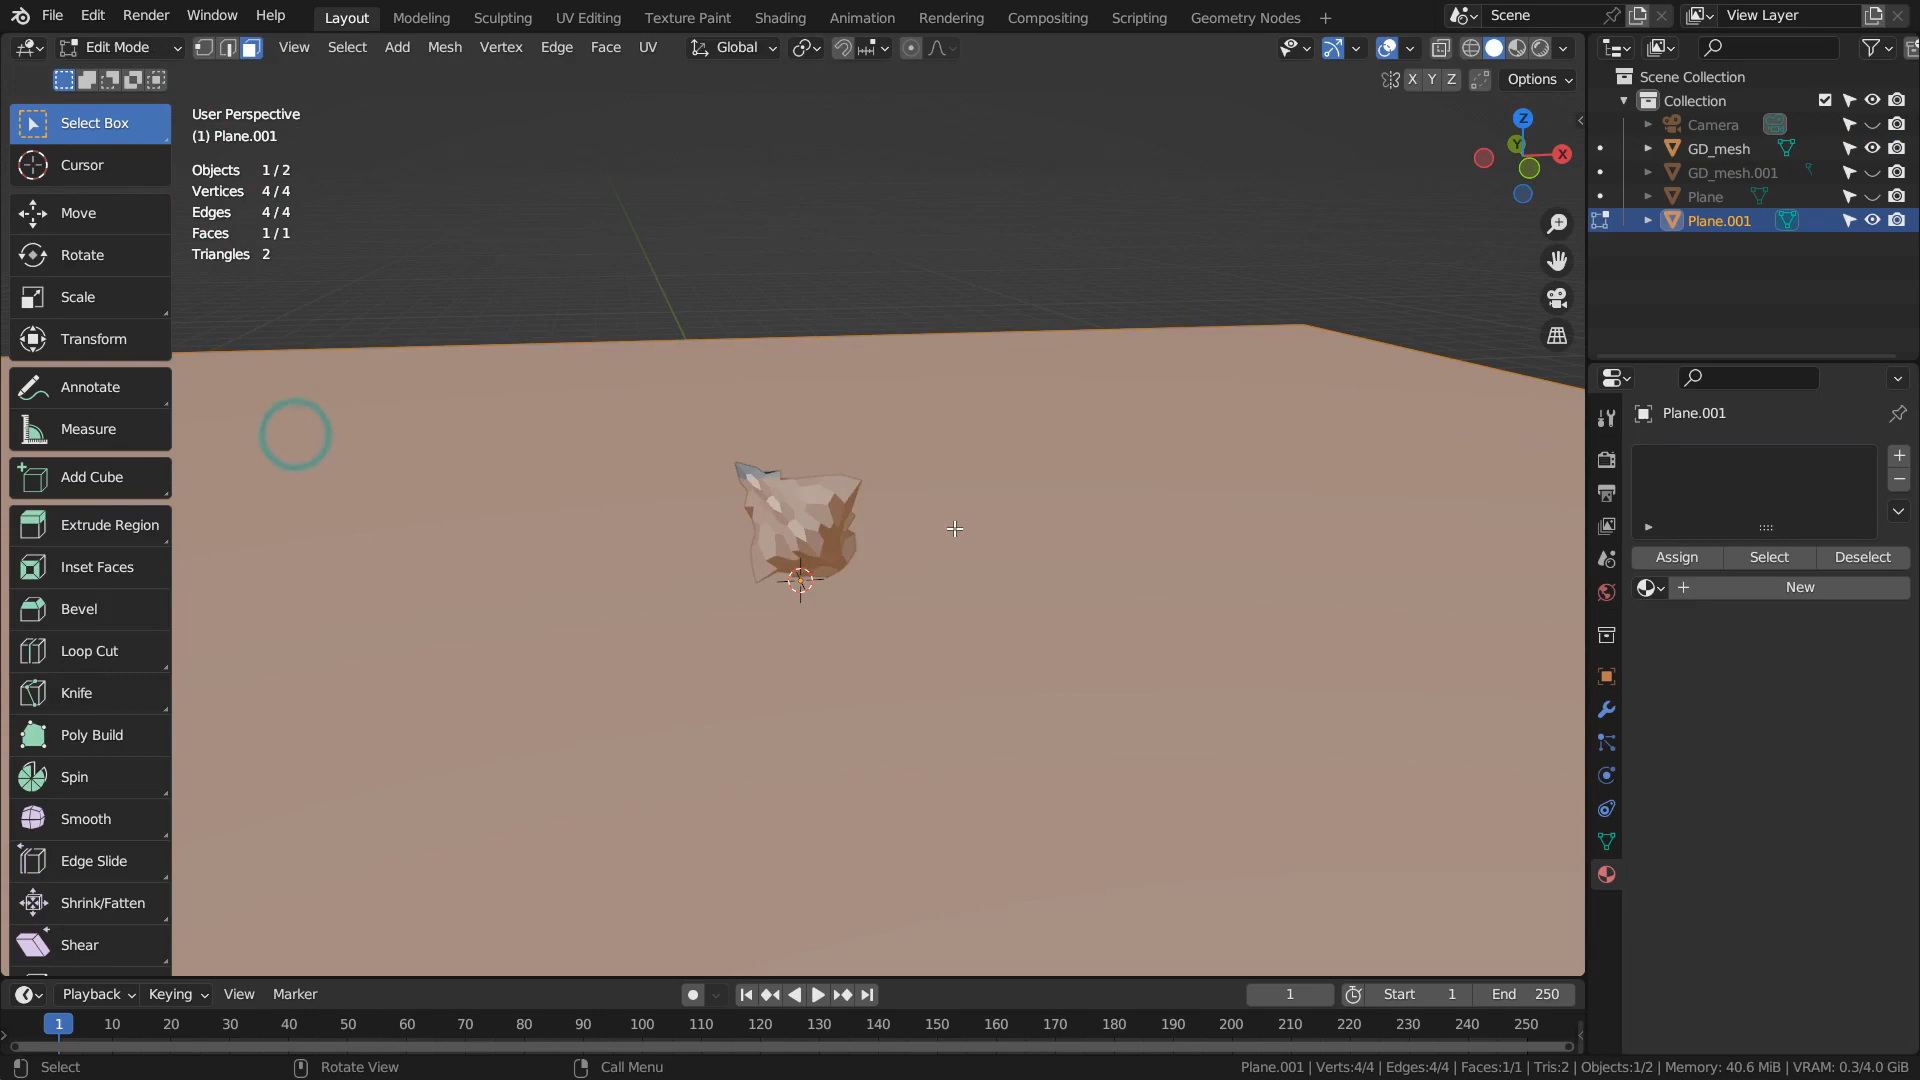 File Edit Render Window Help Layout Modeling Sculpting UV Editing Texture Paint Shading Animation Rendering Compositing Scripting Geometry Nodes Scene View Layer
Edit Mode View Select Add Mesh Vertex Edge Face UV Global
X Y Z Options
Select Box
Cursor
Move
Rotate
Scale
Transform
Annotate
Measure
Add Cube
Extrude Region
Inset Faces
Bevel
Loop Cut
Knife
Poly Build
Spin
Smooth
Edge Slide
Shrink/Fatten
Shear
User Perspective
(1) Plane.001
Objects 1 / 2
Vertices 4 / 4
Edges 4 / 4
Faces 1 / 1
Triangles 2
Z
Y
X
Scene Collection
Collection
Camera
GD_mesh
GD_mesh.001
Plane
Plane.001
Plane.001
Assign Select Deselect
New
Playback Keying View Marker 1 Start 1 End 250
1 10 20 30 40 50 60 70 80 90 100 110 120 130 140 150 160 170 180 190 200 210 220 230 240 250
Select Rotate View Call Menu Plane.001 | Verts:4/4 | Edges:4/4 | Faces:1/1 | Tris:2 | Objects:1/2 | Memory: 40.6 MiB | VRAM: 0.3/4.0 GiB